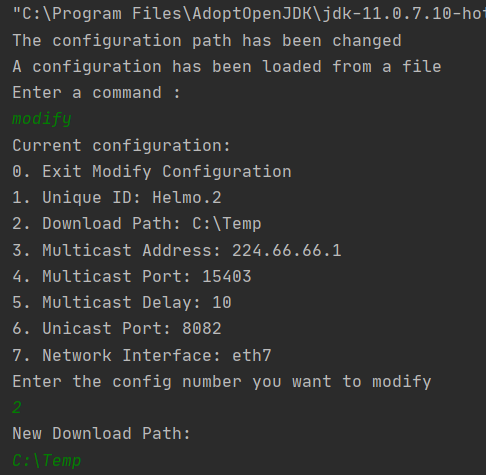 "C:\Program Files\AdoptOpenJDK\jdk-11.0.7.10-hot
The configuration path has been changed
A configuration has been loaded from a file
Enter a command :
modify
Current configuration:
0. Exit Modify Configuration
1. Unique ID: Helmo.2
2. Download Path: C:\Temp
3. Multicast Address: 224.66.66.1
4. Multicast Port: 15403
5. Multicast Delay: 10
6. Unicast Port: 8082
7. Network Interface: eth7
Enter the config number you want to modify
2
New Download Path:
C:\Temp